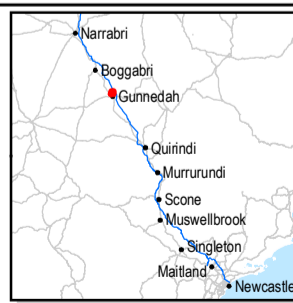 Narrabri
Boggabri
Gunnedah
Quirindi
Murrurundi
Scone
Muswellbrook
Singleton
Maitland
Newcastle